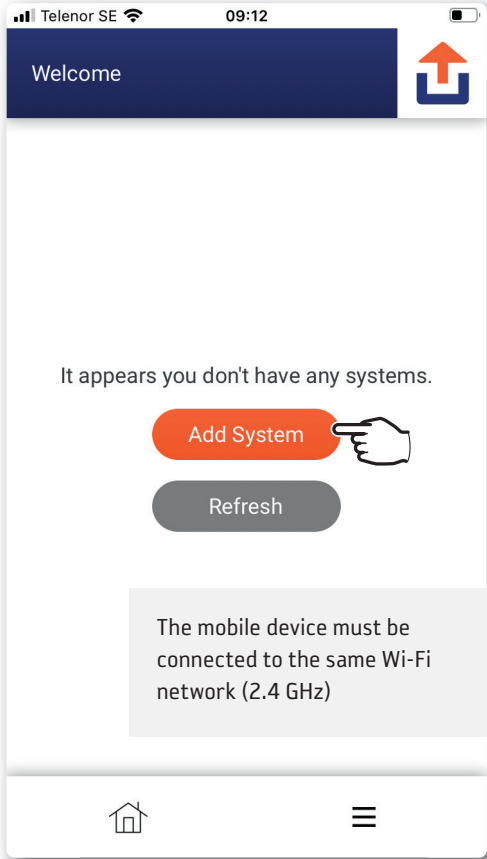 Telenor SE 09:12
Welcome
It appears you don't have any systems.
Add System
Refresh
The mobile device must be
connected to the same Wi-Fi
network (2.4 GHz)